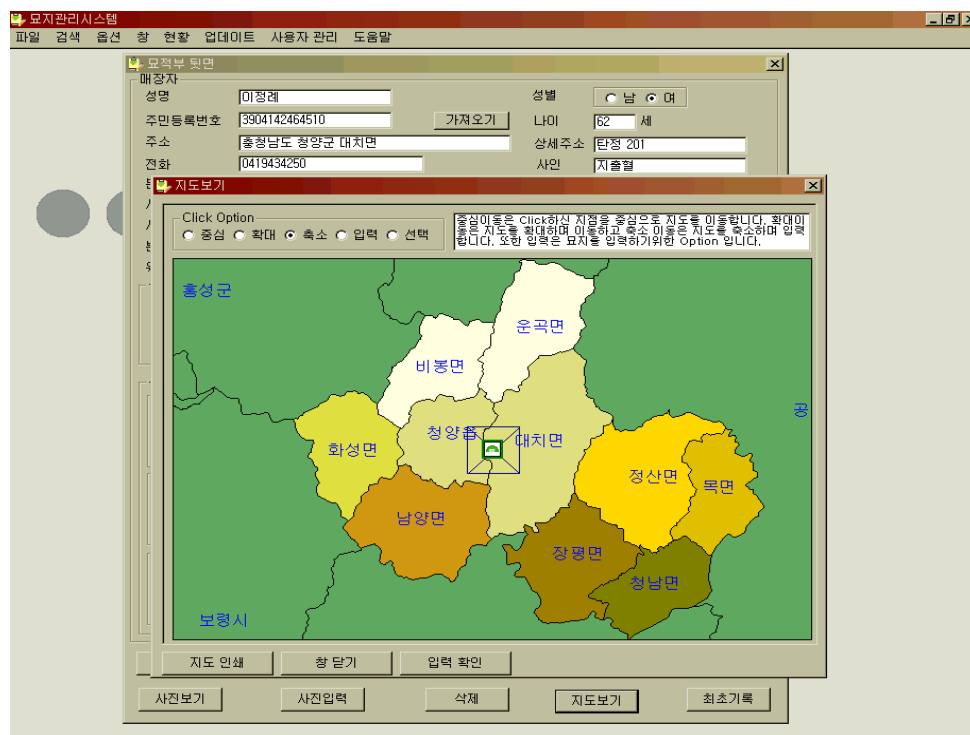 묘지관리시스템
파일 검색 옵션 창 현황 업데이트 사용자 관리 도움말
묘적부 뒷면
매장자
성명 이정례 성별 남 여
주민등록번호 3904142464510 가져오기 나이 62 세
주소 충청남도 청양군 대치면 상세주소 탄정 201
전화 0419434250 사인 지출혈
지도보기
Click Option
중심 확대 축소 입력 선택
중심이동은 Click하신 지점을 중심으로 지도를 이동합니다. 확대이
동은 지도를 확대하며 이동하고 축소 이동은 지도를 축소하며 입력
합니다. 또한 입력은 묘지를 입력하기위한 Option 입니다.
홍성군
운곡면
비봉면
공
청양읍 대치면
화성면
정산면 목면
남양면
장평면
청남면
보령시
지도 인쇄 창 닫기 입력 확인
사진보기 사진입력 삭제 지도보기 최초기록